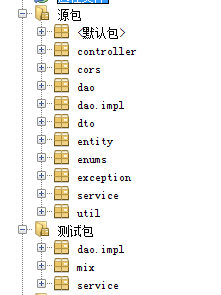 源包
<默认包>
controller
cors
dao
dao.impl
dto
entity
enums
exception
service
util
测试包
dao.impl
mix
service